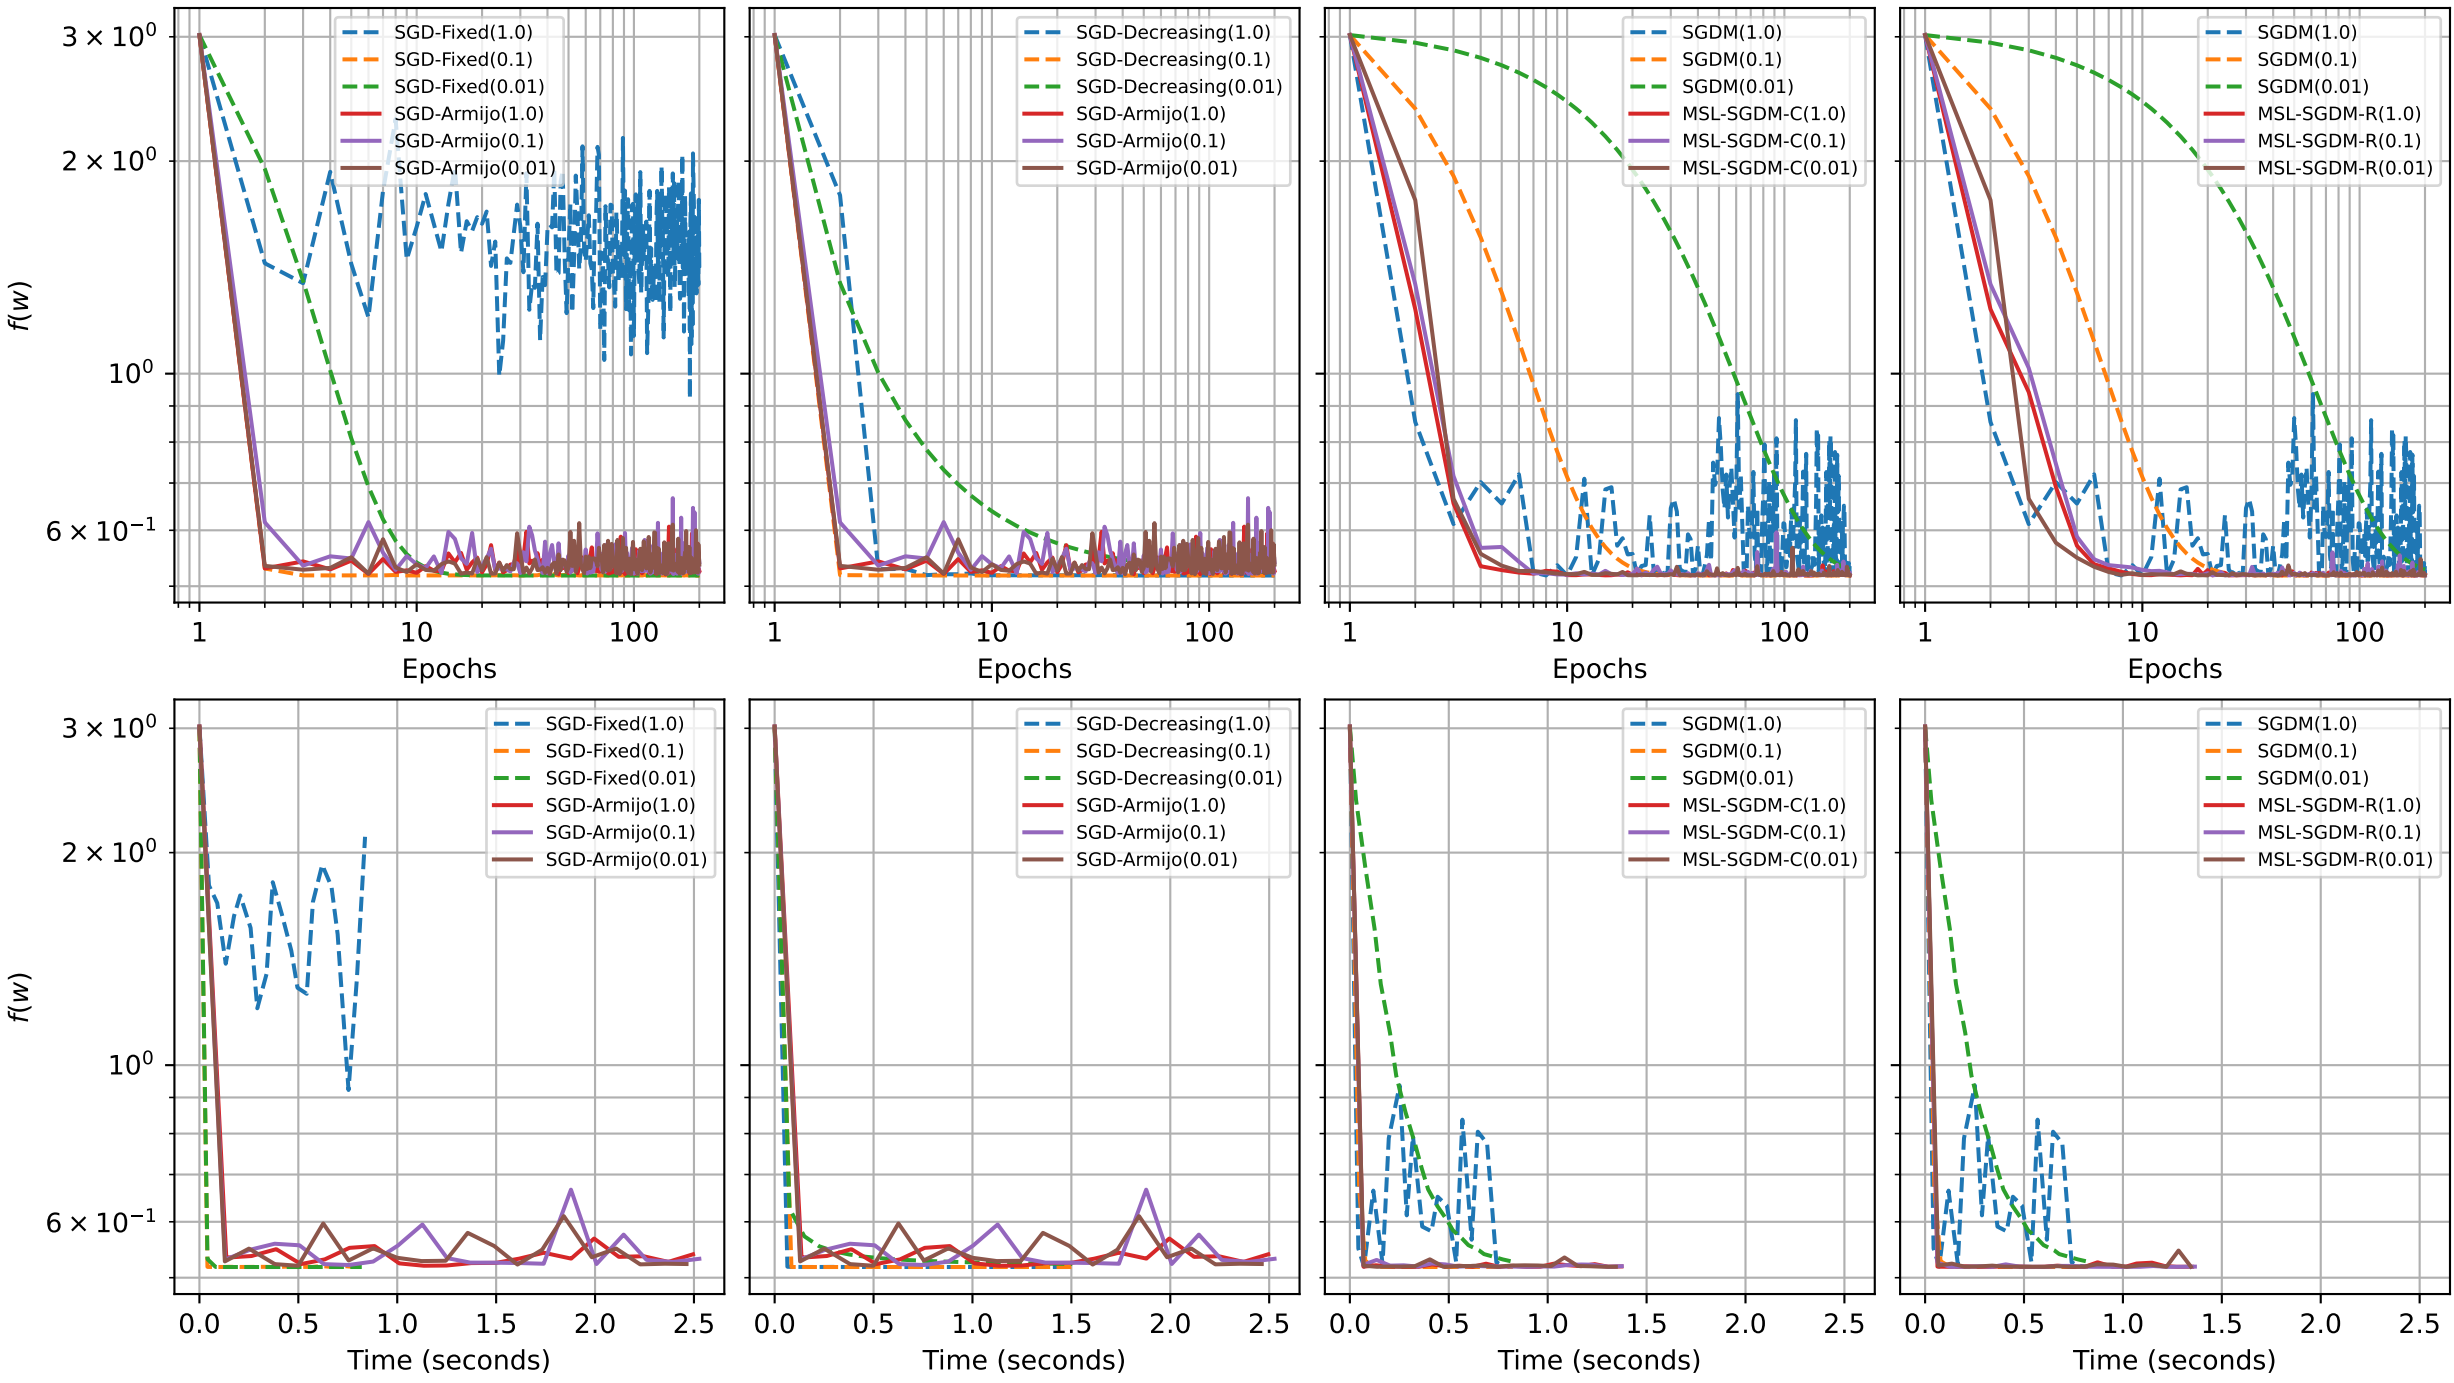 f(w)
3 × 10⁰
2 × 10⁰
10⁰
6 × 10⁻¹
SGD-Fixed(1.0)
SGD-Fixed(0.1)
SGD-Fixed(0.01)
SGD-Armijo(1.0)
SGD-Armijo(0.1)
SGD-Armijo(0.01)
1 10 100
Epochs
SGD-Decreasing(1.0)
SGD-Decreasing(0.1)
SGD-Decreasing(0.01)
SGD-Armijo(1.0)
SGD-Armijo(0.1)
SGD-Armijo(0.01)
1 10 100
Epochs
SGDM(1.0)
SGDM(0.1)
SGDM(0.01)
MSL-SGDM-C(1.0)
MSL-SGDM-C(0.1)
MSL-SGDM-C(0.01)
1 10 100
Epochs
SGDM(1.0)
SGDM(0.1)
SGDM(0.01)
MSL-SGDM-R(1.0)
MSL-SGDM-R(0.1)
MSL-SGDM-R(0.01)
1 10 100
Epochs
f(w)
3 × 10⁰
2 × 10⁰
10⁰
6 × 10⁻¹
SGD-Fixed(1.0)
SGD-Fixed(0.1)
SGD-Fixed(0.01)
SGD-Armijo(1.0)
SGD-Armijo(0.1)
SGD-Armijo(0.01)
0.0 0.5 1.0 1.5 2.0 2.5
Time (seconds)
SGD-Decreasing(1.0)
SGD-Decreasing(0.1)
SGD-Decreasing(0.01)
SGD-Armijo(1.0)
SGD-Armijo(0.1)
SGD-Armijo(0.01)
0.0 0.5 1.0 1.5 2.0 2.5
Time (seconds)
SGDM(1.0)
SGDM(0.1)
SGDM(0.01)
MSL-SGDM-C(1.0)
MSL-SGDM-C(0.1)
MSL-SGDM-C(0.01)
0.0 0.5 1.0 1.5 2.0 2.5
Time (seconds)
SGDM(1.0)
SGDM(0.1)
SGDM(0.01)
MSL-SGDM-R(1.0)
MSL-SGDM-R(0.1)
MSL-SGDM-R(0.01)
0.0 0.5 1.0 1.5 2.0 2.5
Time (seconds)